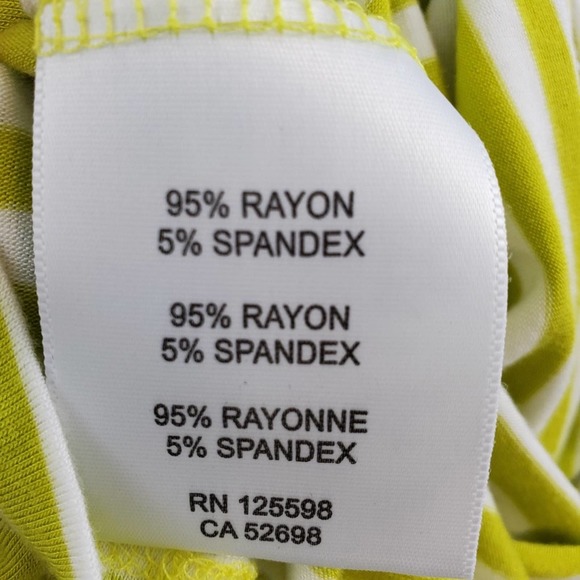 95% RAYON
5% SPANDEX
95% RAYON
5% SPANDEX
95% RAYONNE
5% SPANDEX
RN 125598
CA 52698